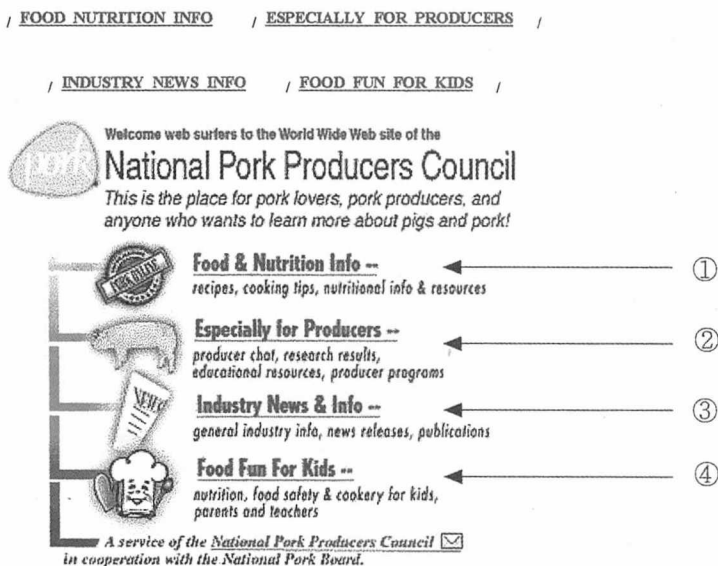 / FOOD NUTRITION INFO / ESPECIALLY FOR PRODUCERS /
/ INDUSTRY NEWS INFO / FOOD FUN FOR KIDS /
pork
Welcome web surfers to the World Wide Web site of the
National Pork Producers Council
This is the place for pork lovers, pork producers, and
anyone who wants to learn more about pigs and pork!
PORK ON LINE
Food & Nutrition Info -- ①
recipes, cooking tips, nutritional info & resources
Especially for Producers -- ②
producer chat, research results,
educational resources, producer programs
NEWS
Industry News & Info -- ③
general industry info, news releases, publications
Food Fun For Kids -- ④
nutrition, food safety & cookery for kids,
parents and teachers
A service of the National Pork Producers Council
in cooperation with the National Pork Board.